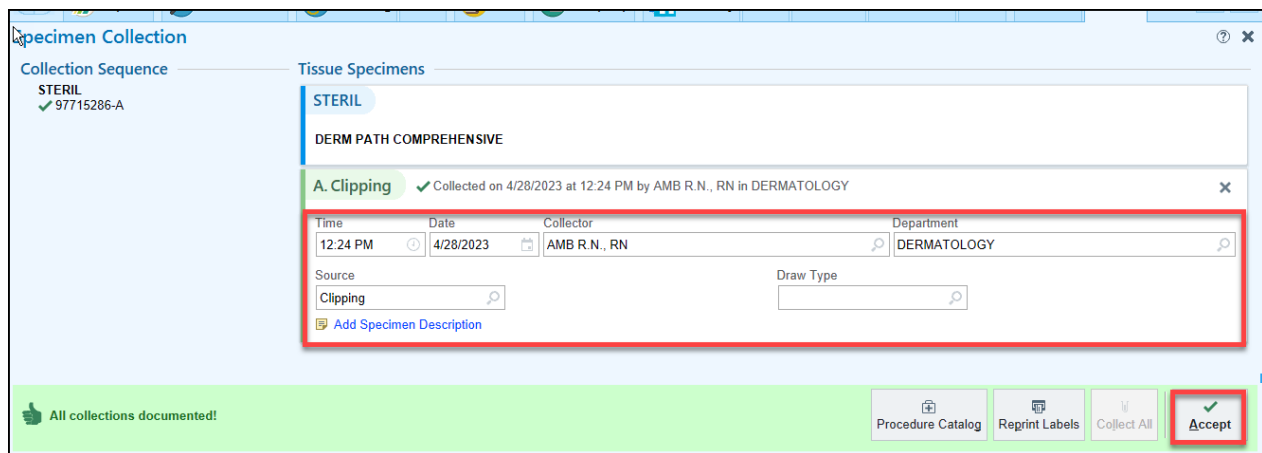 Specimen Collection
Collection Sequence
STERIL
97715286-A
Tissue Specimens
STERIL
DERM PATH COMPREHENSIVE
A. Clipping Collected on 4/28/2023 at 12:24 PM by AMB R.N., RN in DERMATOLOGY
Time Date Collector Department
12:24 PM 4/28/2023 AMB R.N., RN DERMATOLOGY
Source Draw Type
Clipping
Add Specimen Description
All collections documented!
Procedure Catalog Reprint Labels Collect All Accept